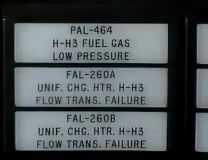 PAL-464
H-H3 FUEL GAS
LOW PRESSURE
FAL-260A
UNIF. CHG. HTR. H-H3
FLOW TRANS. FAILURE
FAL-260B
UNIF. CHG. HTR. H-H3
FLOW TRANS. FAILURE